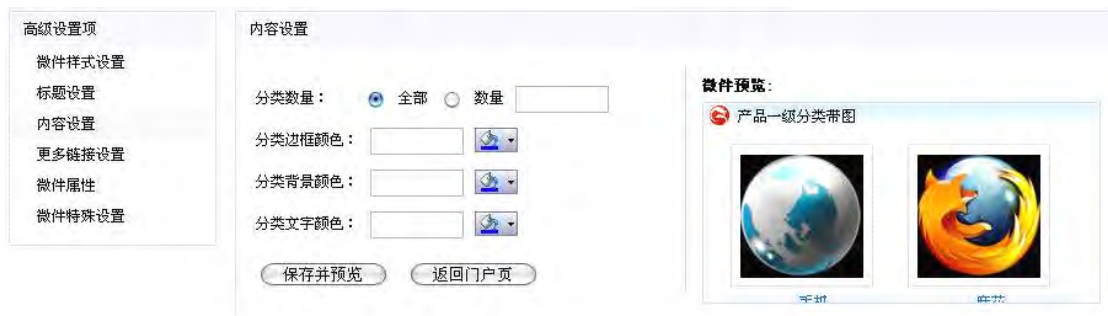 高级设置项
微件样式设置
标题设置
内容设置
更多链接设置
微件属性
微件特殊设置
内容设置
分类数量： 全部 数量
分类边框颜色：
分类背景颜色：
分类文字颜色：
保存并预览 返回门户页
微件预览：
产品一级分类带图